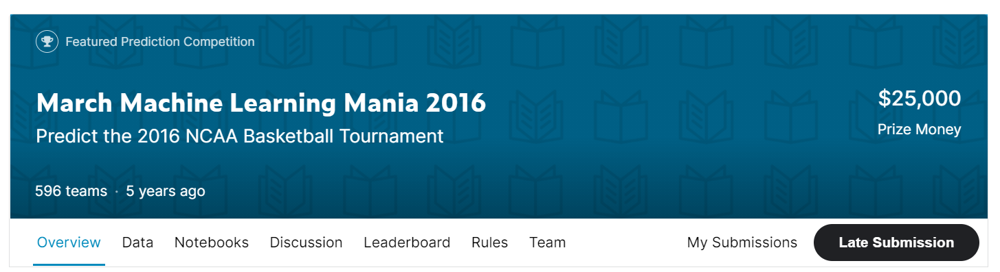 Featured Prediction Competition
March Machine Learning Mania 2016
Predict the 2016 NCAA Basketball Tournament
$25,000
Prize Money
596 teams · 5 years ago
Overview Data Notebooks Discussion Leaderboard Rules Team My Submissions Late Submission